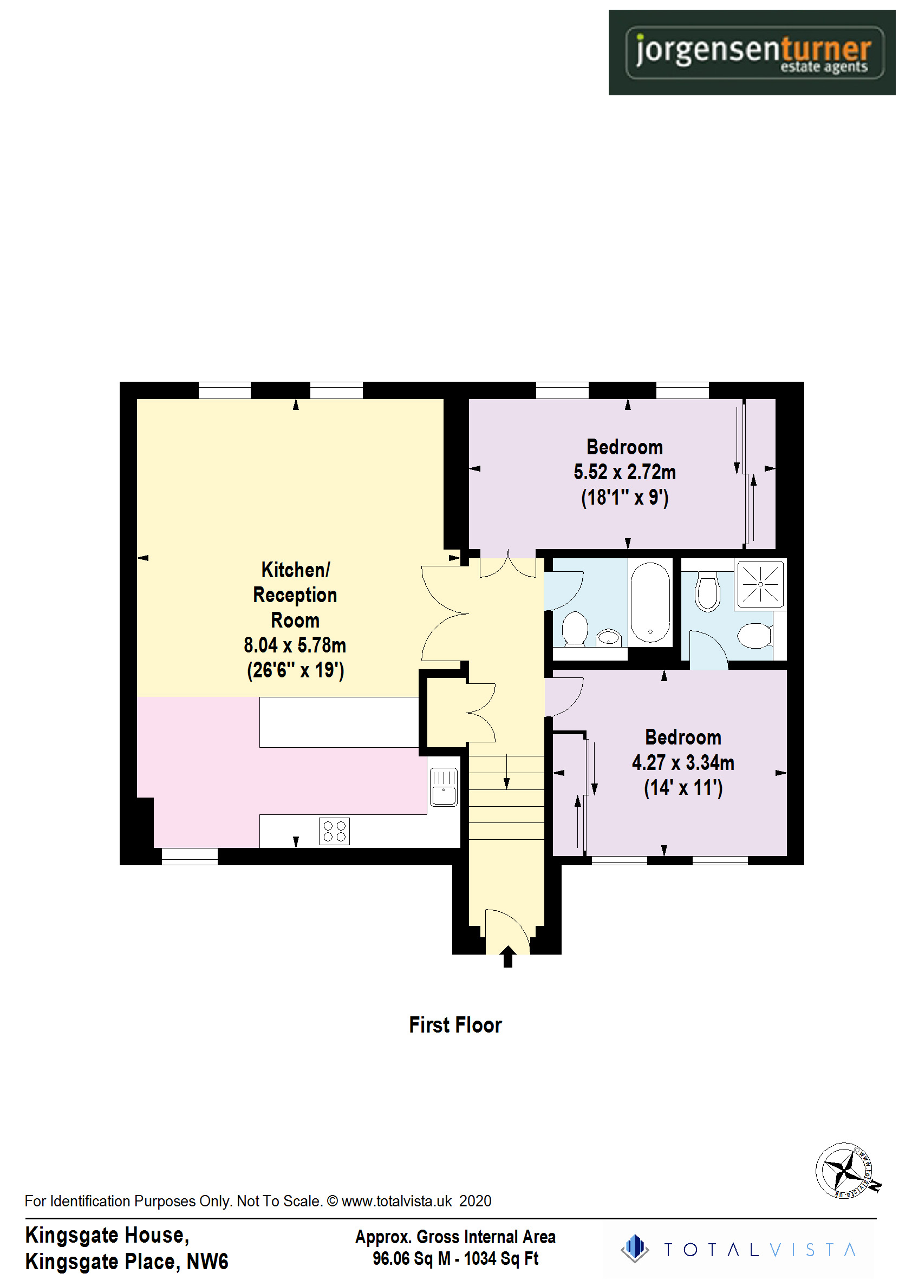 jorgensenturner
estate agents
Bedroom
5.52 x 2.72m
(18'1" x 9')
Kitchen/
Reception
Room
8.04 x 5.78m
(26'6" x 19')
Bedroom
4.27 x 3.34m
(14' x 11')
First Floor
N
For Identification Purposes Only. Not To Scale. © www.totalvista.uk 2020
Kingsgate House,
Kingsgate Place, NW6
Approx. Gross Internal Area
96.06 Sq M - 1034 Sq Ft
TOTALVISTA